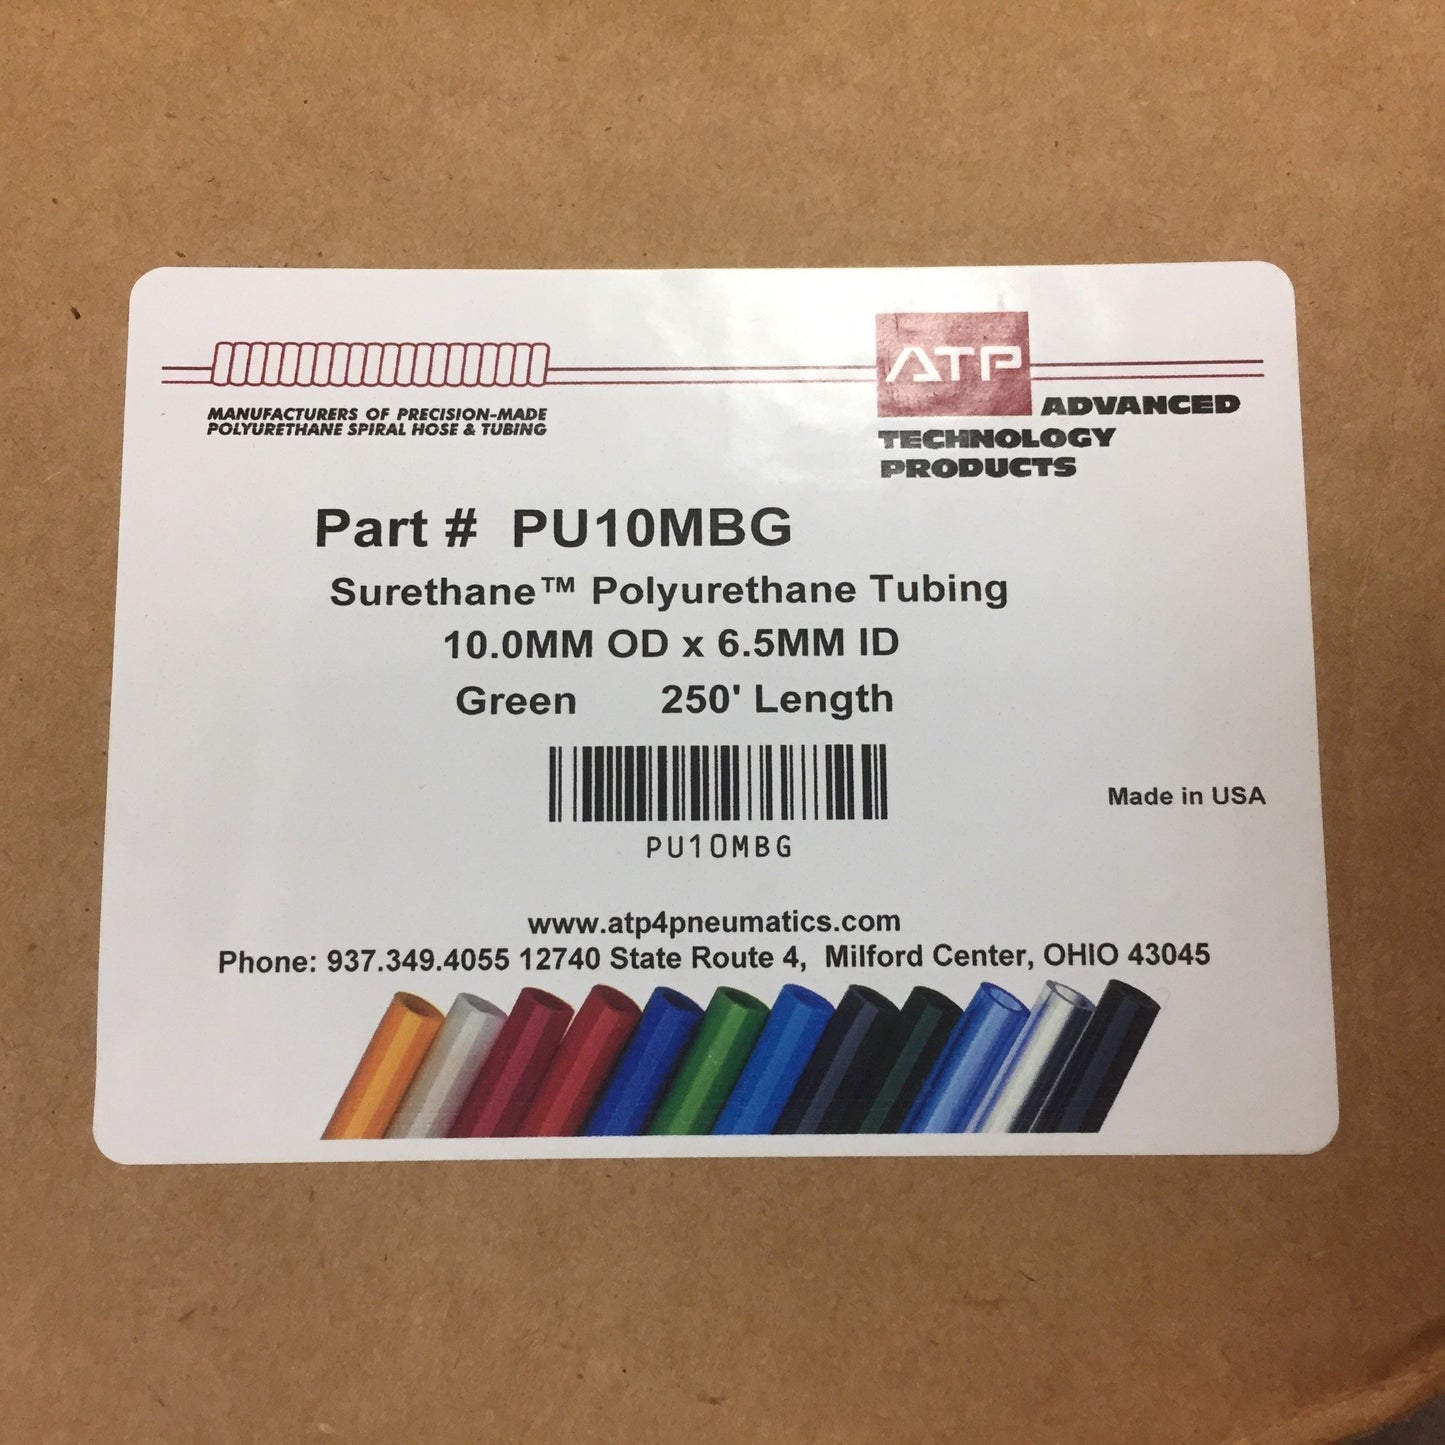 MANUFACTURERS OF PRECISION-MADE
POLYURETHANE SPIRAL HOSE & TUBING
ATP
ADVANCED
TECHNOLOGY
PRODUCTS
Part # PU10MBG
Surethane™ Polyurethane Tubing
10.0MM OD x 6.5MM ID
Green 250' Length
PU10MBG
Made in USA
www.atp4pneumatics.com
Phone: 937.349.4055 12740 State Route 4, Milford Center, OHIO 43045